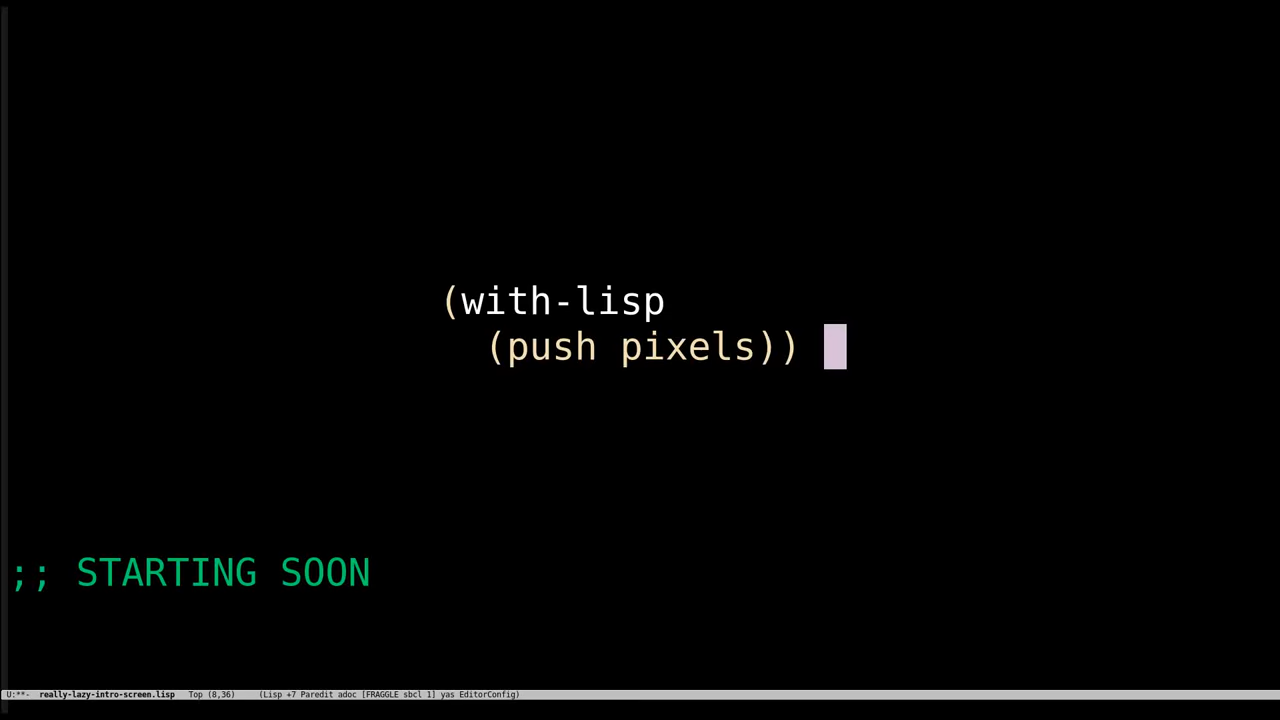 (with-lisp
(push pixels))
;; STARTING SOON
U:**- really-lazy-intro-screen.lisp Top (8,36) (Lisp +7 Paredit adoc [FRAGGLE sbcl 1] yas EditorConfig)